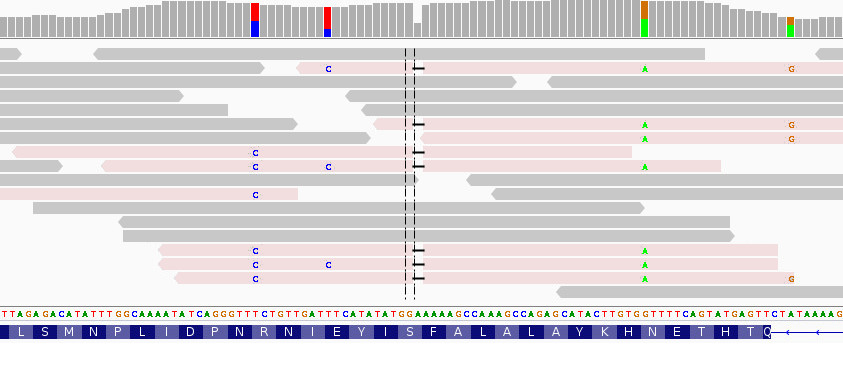 C A G
A G
A G
C
C C A
C
C A
C C A
C A G
TTAGAGACATATTTGGCAAAATATCAGGGTTTCTGTTGATTTCATATATGGAAAAAGCCAAAGCCAGAGCATACTTGTGGTTTTCAGTATGAGTTCTATAAAAG
L S M N P L I D P N R N I E Y I S F A L A L A Y K H N E T H T Q